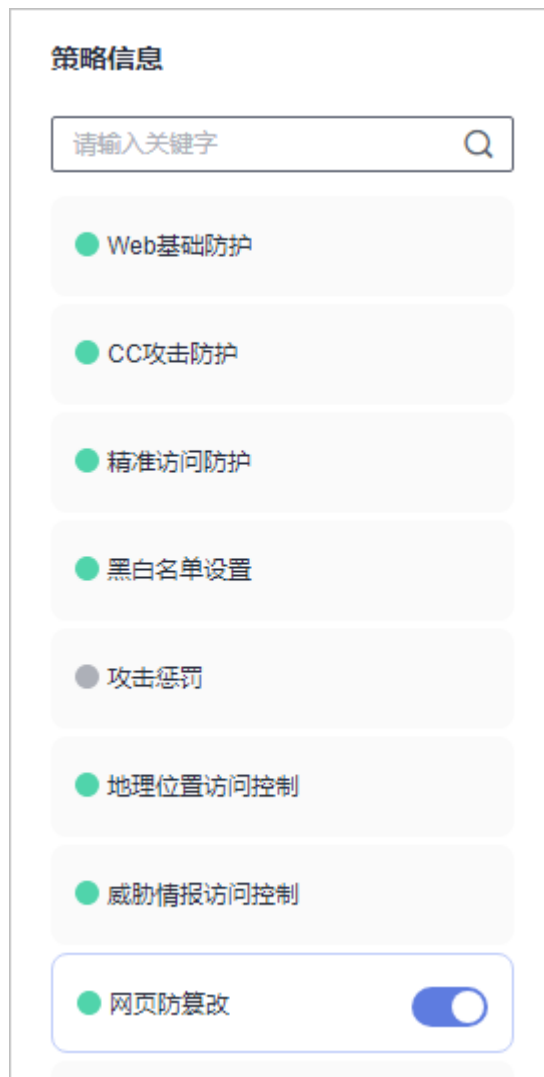 策略信息
请输入关键字
Web基础防护
CC攻击防护
精准访问防护
黑白名单设置
攻击惩罚
地理位置访问控制
威胁情报访问控制
网页防篡改